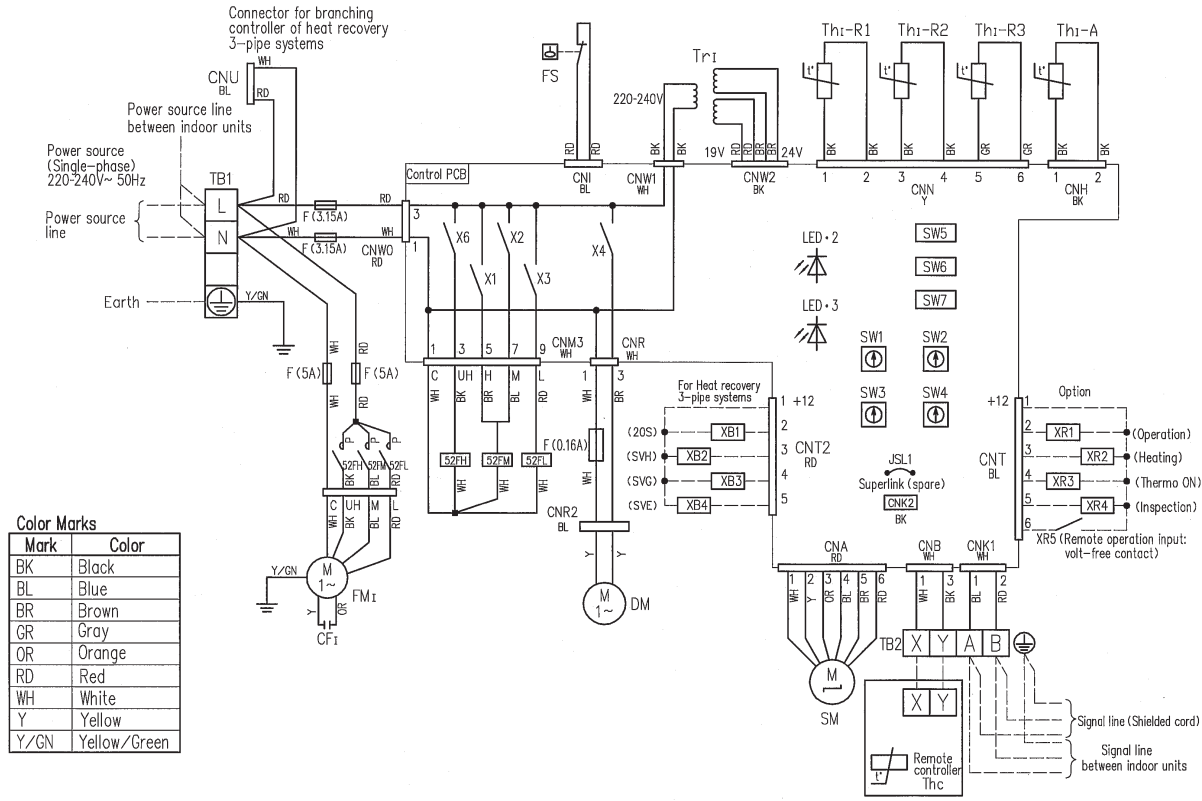 Connector for branching
controller of heat recovery
3-pipe systems
CNU
BL
WH
RD
Power source line
between indoor units
Power source
(Single-phase)
220-240V~ 50Hz
Power source
line
TB1
L
N
Earth
Y/GN
RD
F (3.15A)
RD
WH
F (3.15A)
WH
CNW0
RD
3
1
Control PCB
FS
RD
RD
CNI
BL
TrI
220-240V
BK
BK
CNW1
WH
19V
RD
RD
BR
BR
24V
CNW2
BK
ThI-R1
ThI-R2
ThI-R3
ThI-A
t°
t°
t°
t°
BK
BK
BK
BK
GR
GR
BK
BK
1
2
3
4
5
6
CNN
Y
1
2
CNH
BK
X6
X2
X1
X3
X4
LED・2
LED・3
SW5
SW6
SW7
SW1
SW2
SW3
SW4
WH
RD
F (5A)
F (5A)
WH
RD
P
P
P
52FH
52FM
52FL
BK
BL
RD
C
UH
M
L
WH
BK
BL
RD
Y/GN
M
1~
FMI
Y
OR
CFI
1
3
5
7
9
CNM3
WH
C
UH
H
M
L
WH
BK
BR
BL
RD
52FH
52FM
52FL
WH
WH
WH
CNR
WH
1
3
WH
BR
F (0.16A)
CNR2
BL
Y
Y
M
1~
DM
For Heat recovery
3-pipe systems
1
+12
2
3
4
5
CNT2
RD
(20S)
XB1
(SVH)
XB2
(SVG)
XB3
(SVE)
XB4
JSL1
Superlink (spare)
CNK2
BK
Option
+12
1
2
3
4
5
6
CNT
BL
XR1
(Operation)
XR2
(Heating)
XR3
(Thermo ON)
XR4
(Inspection)
XR5 (Remote operation input:
volt-free contact)
CNA
RD
1
2
3
4
5
6
WH
Y
OR
BL
BR
RD
M
SM
CNB
WH
1
3
WH
BK
CNK1
WH
1
2
BL
RD
TB2
X
Y
A
B
X
Y
t°
Remote
controller
Thc
Signal line (Shielded cord)
Signal line
between indoor units
Color Marks
Mark Color
BK Black
BL Blue
BR Brown
GR Gray
OR Orange
RD Red
WH White
Y Yellow
Y/GN Yellow/Green